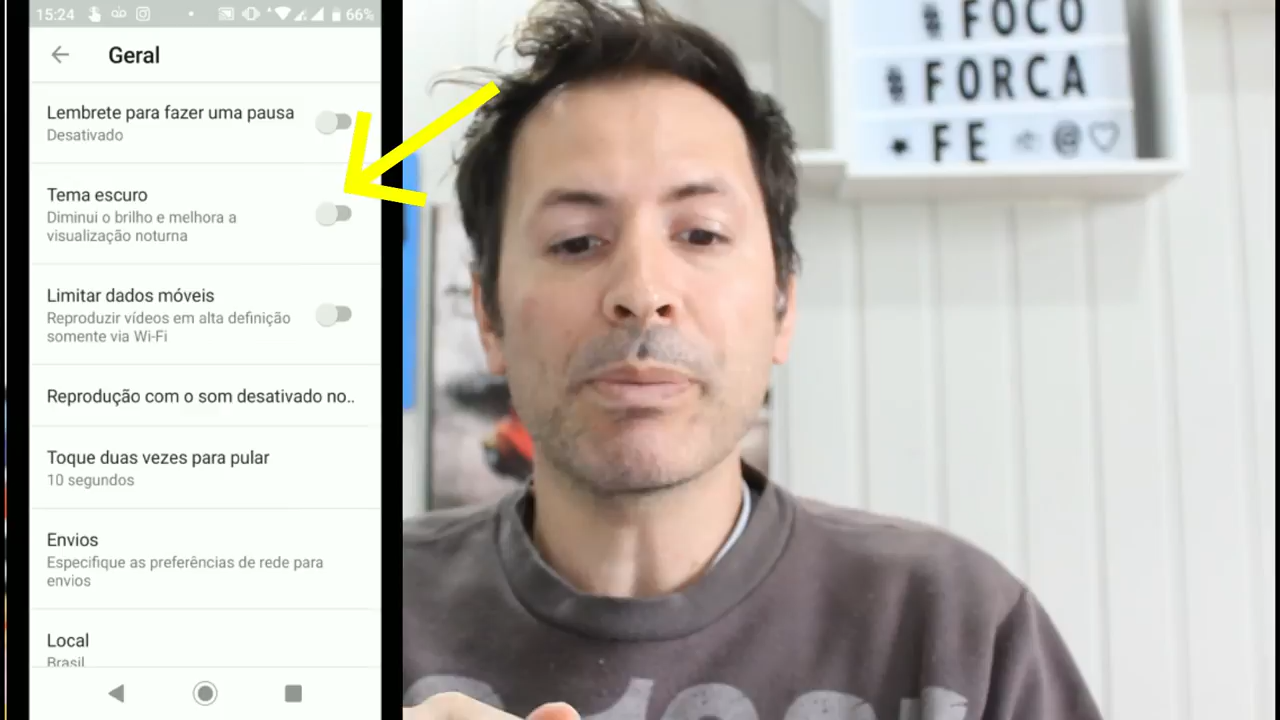 15:24
66%
Geral
Lembrete para fazer uma pausa
Desativado
Tema escuro
Diminui o brilho e melhora a
visualização noturna
Limitar dados móveis
Reproduzir vídeos em alta definição
somente via Wi-Fi
Reprodução com o som desativado no..
Toque duas vezes para pular
10 segundos
Envios
Especifique as preferências de rede para
envios
Local
Brasil
# FOCO
# FORCA
* FE @♡